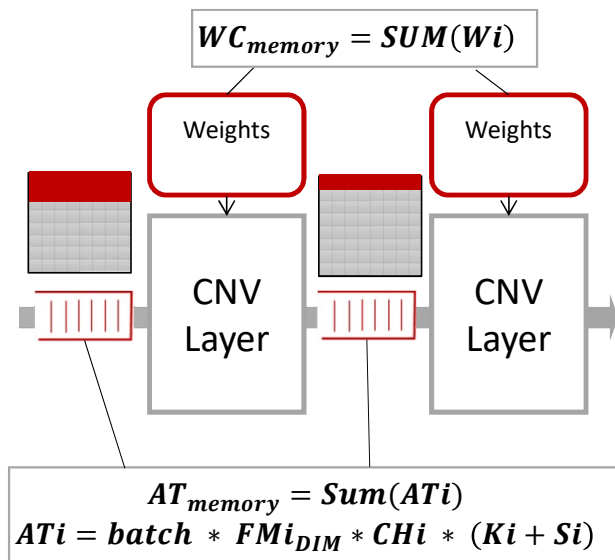 WC_memory = SUM(Wi)
Weights
Weights
CNV
Layer
CNV
Layer
AT_memory = Sum(ATi)
ATi = batch * FMi_DIM * CHi * (Ki + Si)